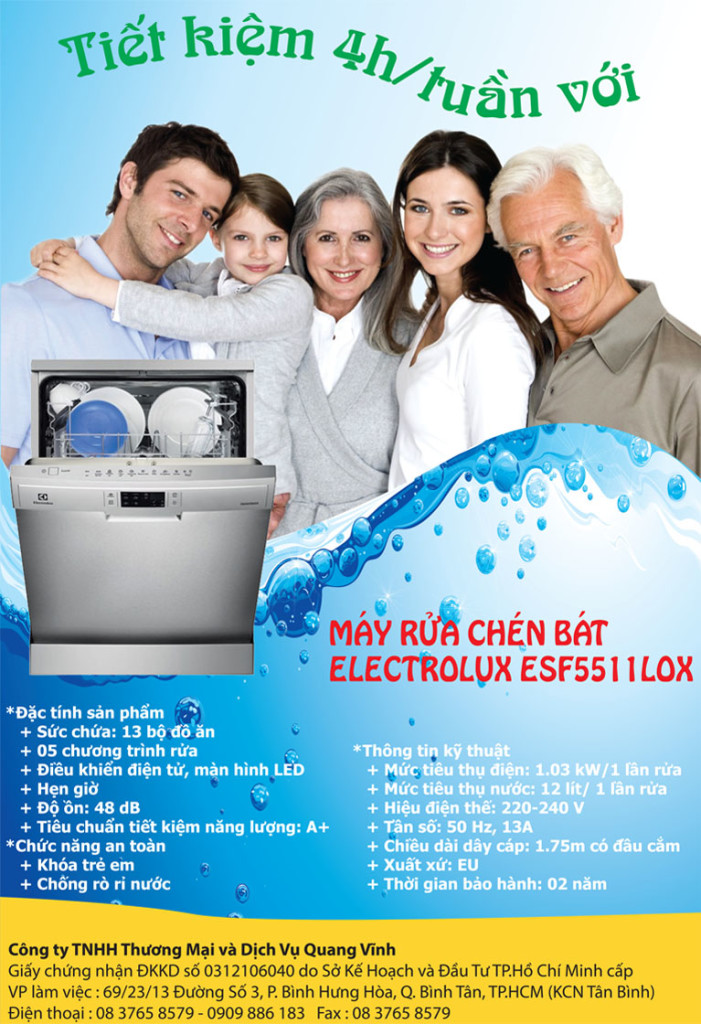 Tiết kiệm 4h/tuần với
Electrolux
MÁY RỬA CHÉN BÁT
ELECTROLUX ESF5511LOX
*Đặc tính sản phẩm
+ Sức chứa: 13 bộ đồ ăn
+ 05 chương trình rửa
+ Điều khiển điện tử, màn hình LED
+ Hẹn giờ
+ Độ ồn: 48 dB
+ Tiêu chuẩn tiết kiệm năng lượng: A+
*Chức năng an toàn
+ Khóa trẻ em
+ Chống rò rỉ nước
*Thông tin kỹ thuật
+ Mức tiêu thụ điện: 1.03 kW/1 lần rửa
+ Mức tiêu thụ nước: 12 lít/ 1 lần rửa
+ Hiệu điện thế: 220-240 V
+ Tần số: 50 Hz, 13A
+ Chiều dài dây cáp: 1.75m có đầu cắm
+ Xuất xứ: EU
+ Thời gian bảo hành: 02 năm
Công ty TNHH Thương Mại và Dịch Vụ Quang Vĩnh
Giấy chứng nhận ĐKKD số 0312106040 do Sở Kế Hoạch và Đầu Tư TP.Hồ Chí Minh cấp
VP làm việc : 69/23/13 Đường Số 3, P. Bình Hưng Hòa, Q. Bình Tân, TP.HCM (KCN Tân Bình)
Điện thoại : 08 3765 8579 - 0909 886 183 Fax : 08 3765 8579